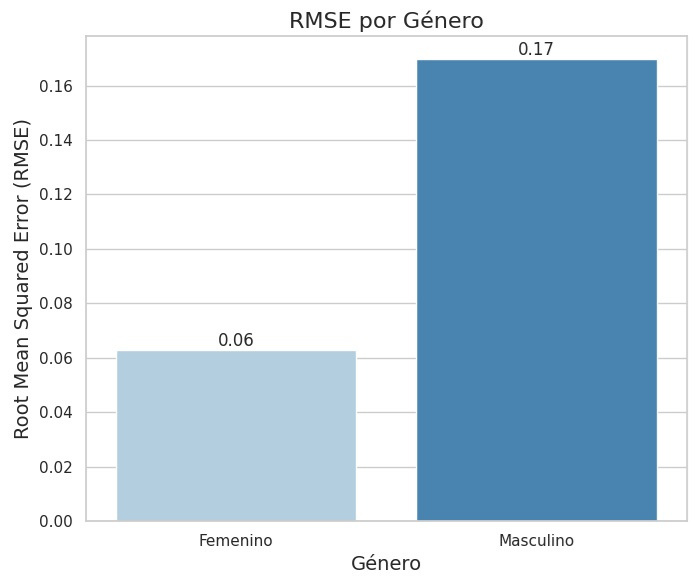 RMSE por Género
Root Mean Squared Error (RMSE)
0.16
0.14
0.12
0.10
0.08
0.06
0.04
0.02
0.00
0.06
0.17
Femenino
Masculino
Género